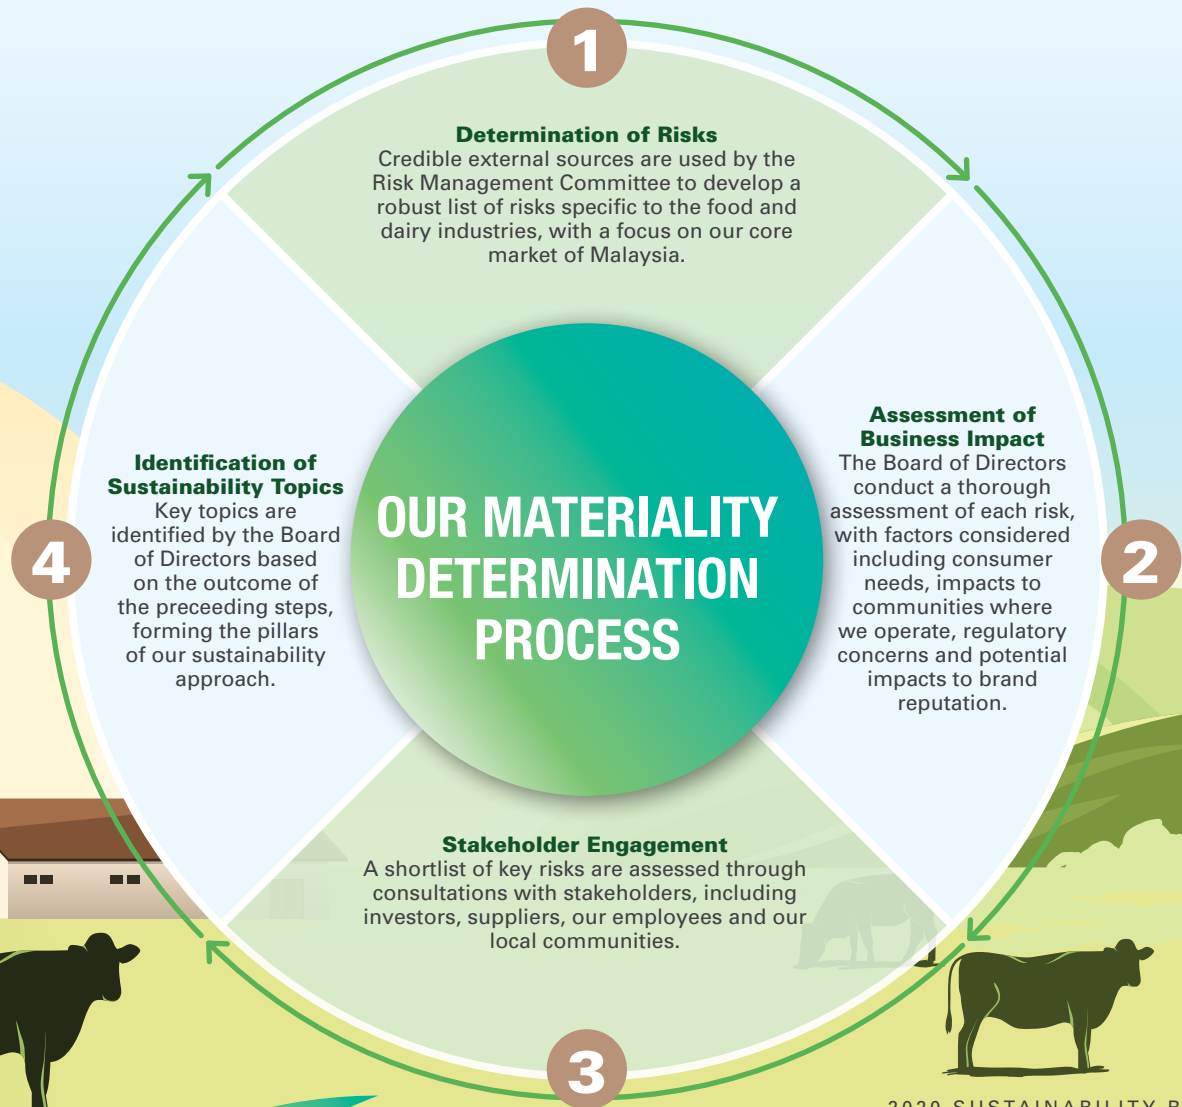 1
Determination of Risks
Credible external sources are used by the
Risk Management Committee to develop a
robust list of risks specific to the food and
dairy industries, with a focus on our core
market of Malaysia.
2
Assessment of
Business Impact
The Board of Directors
conduct a thorough
assessment of each risk,
with factors considered
including consumer
needs, impacts to
communities where
we operate, regulatory
concerns and potential
impacts to brand
reputation.
3
Stakeholder Engagement
A shortlist of key risks are assessed through
consultations with stakeholders, including
investors, suppliers, our employees and our
local communities.
4
Identification of
Sustainability Topics
Key topics are
identified by the Board
of Directors based
on the outcome of
the preceeding steps,
forming the pillars
of our sustainability
approach.
OUR MATERIALITY
DETERMINATION
PROCESS
2020 SUSTAINABILITY